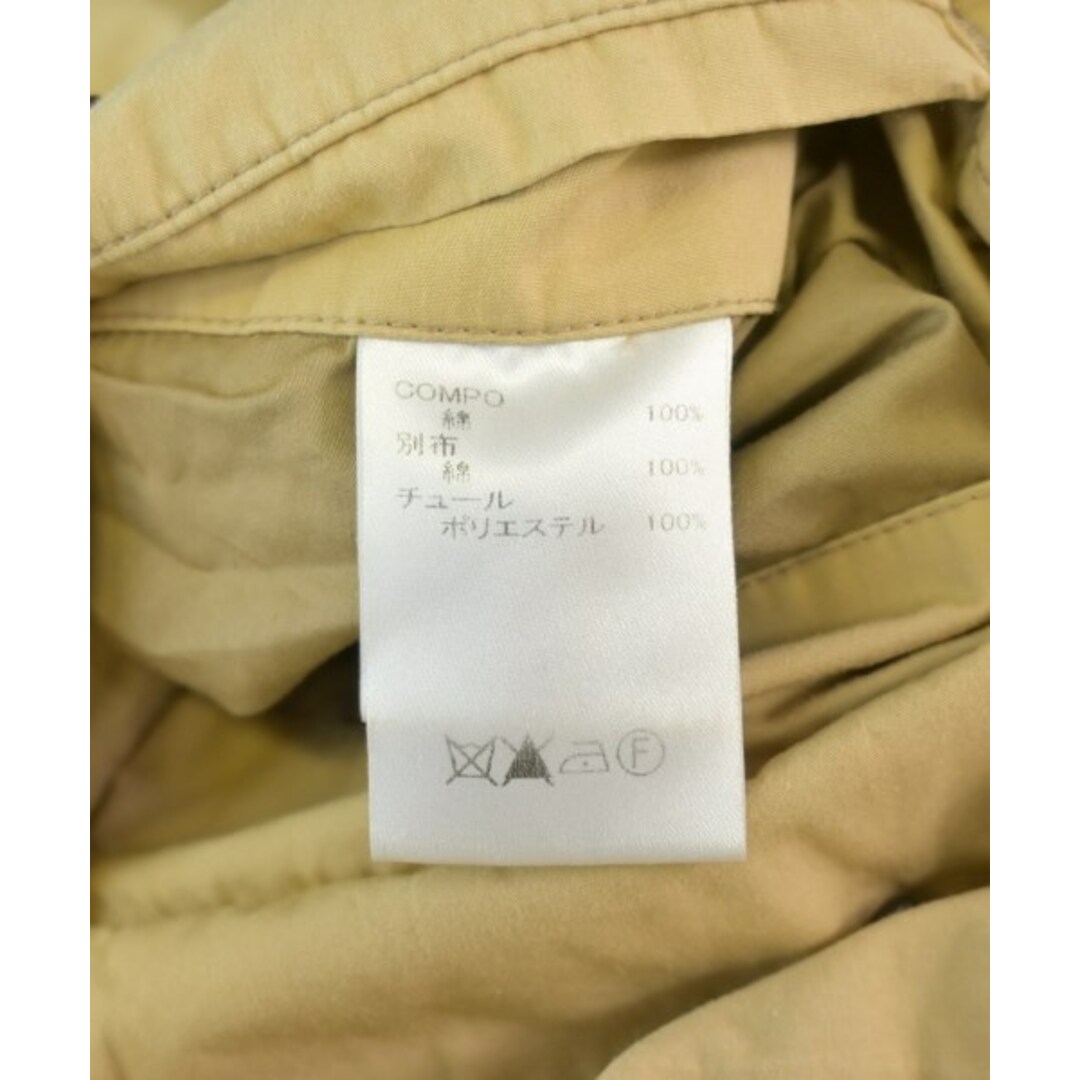 COMPO
綿 100%
別布
綿 100%
チュール
ポリエステル 100%
F